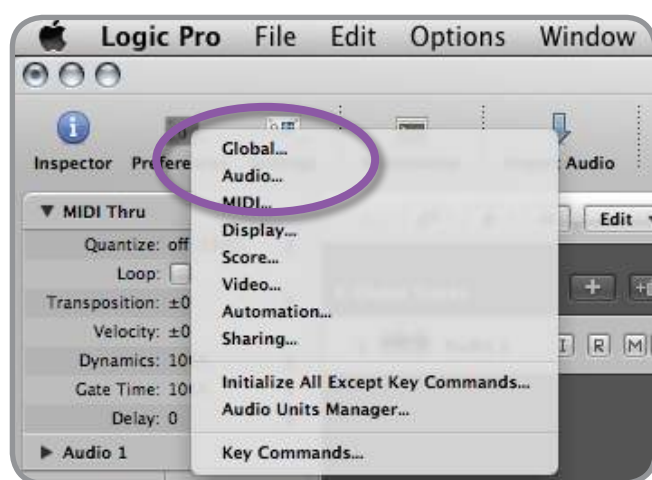 Logic Pro File Edit Options Window
Inspector
Audio
Global...
Audio...
MIDI...
Display...
Score...
Video...
Automation...
Sharing...
Initialize All Except Key Commands...
Audio Units Manager...
Key Commands...
Edit
MIDI Thru
Quantize: off
Loop:
Transposition: ±0
Velocity: ±0
Dynamics:
Gate Time:
Delay: 0
Audio 1
I R M